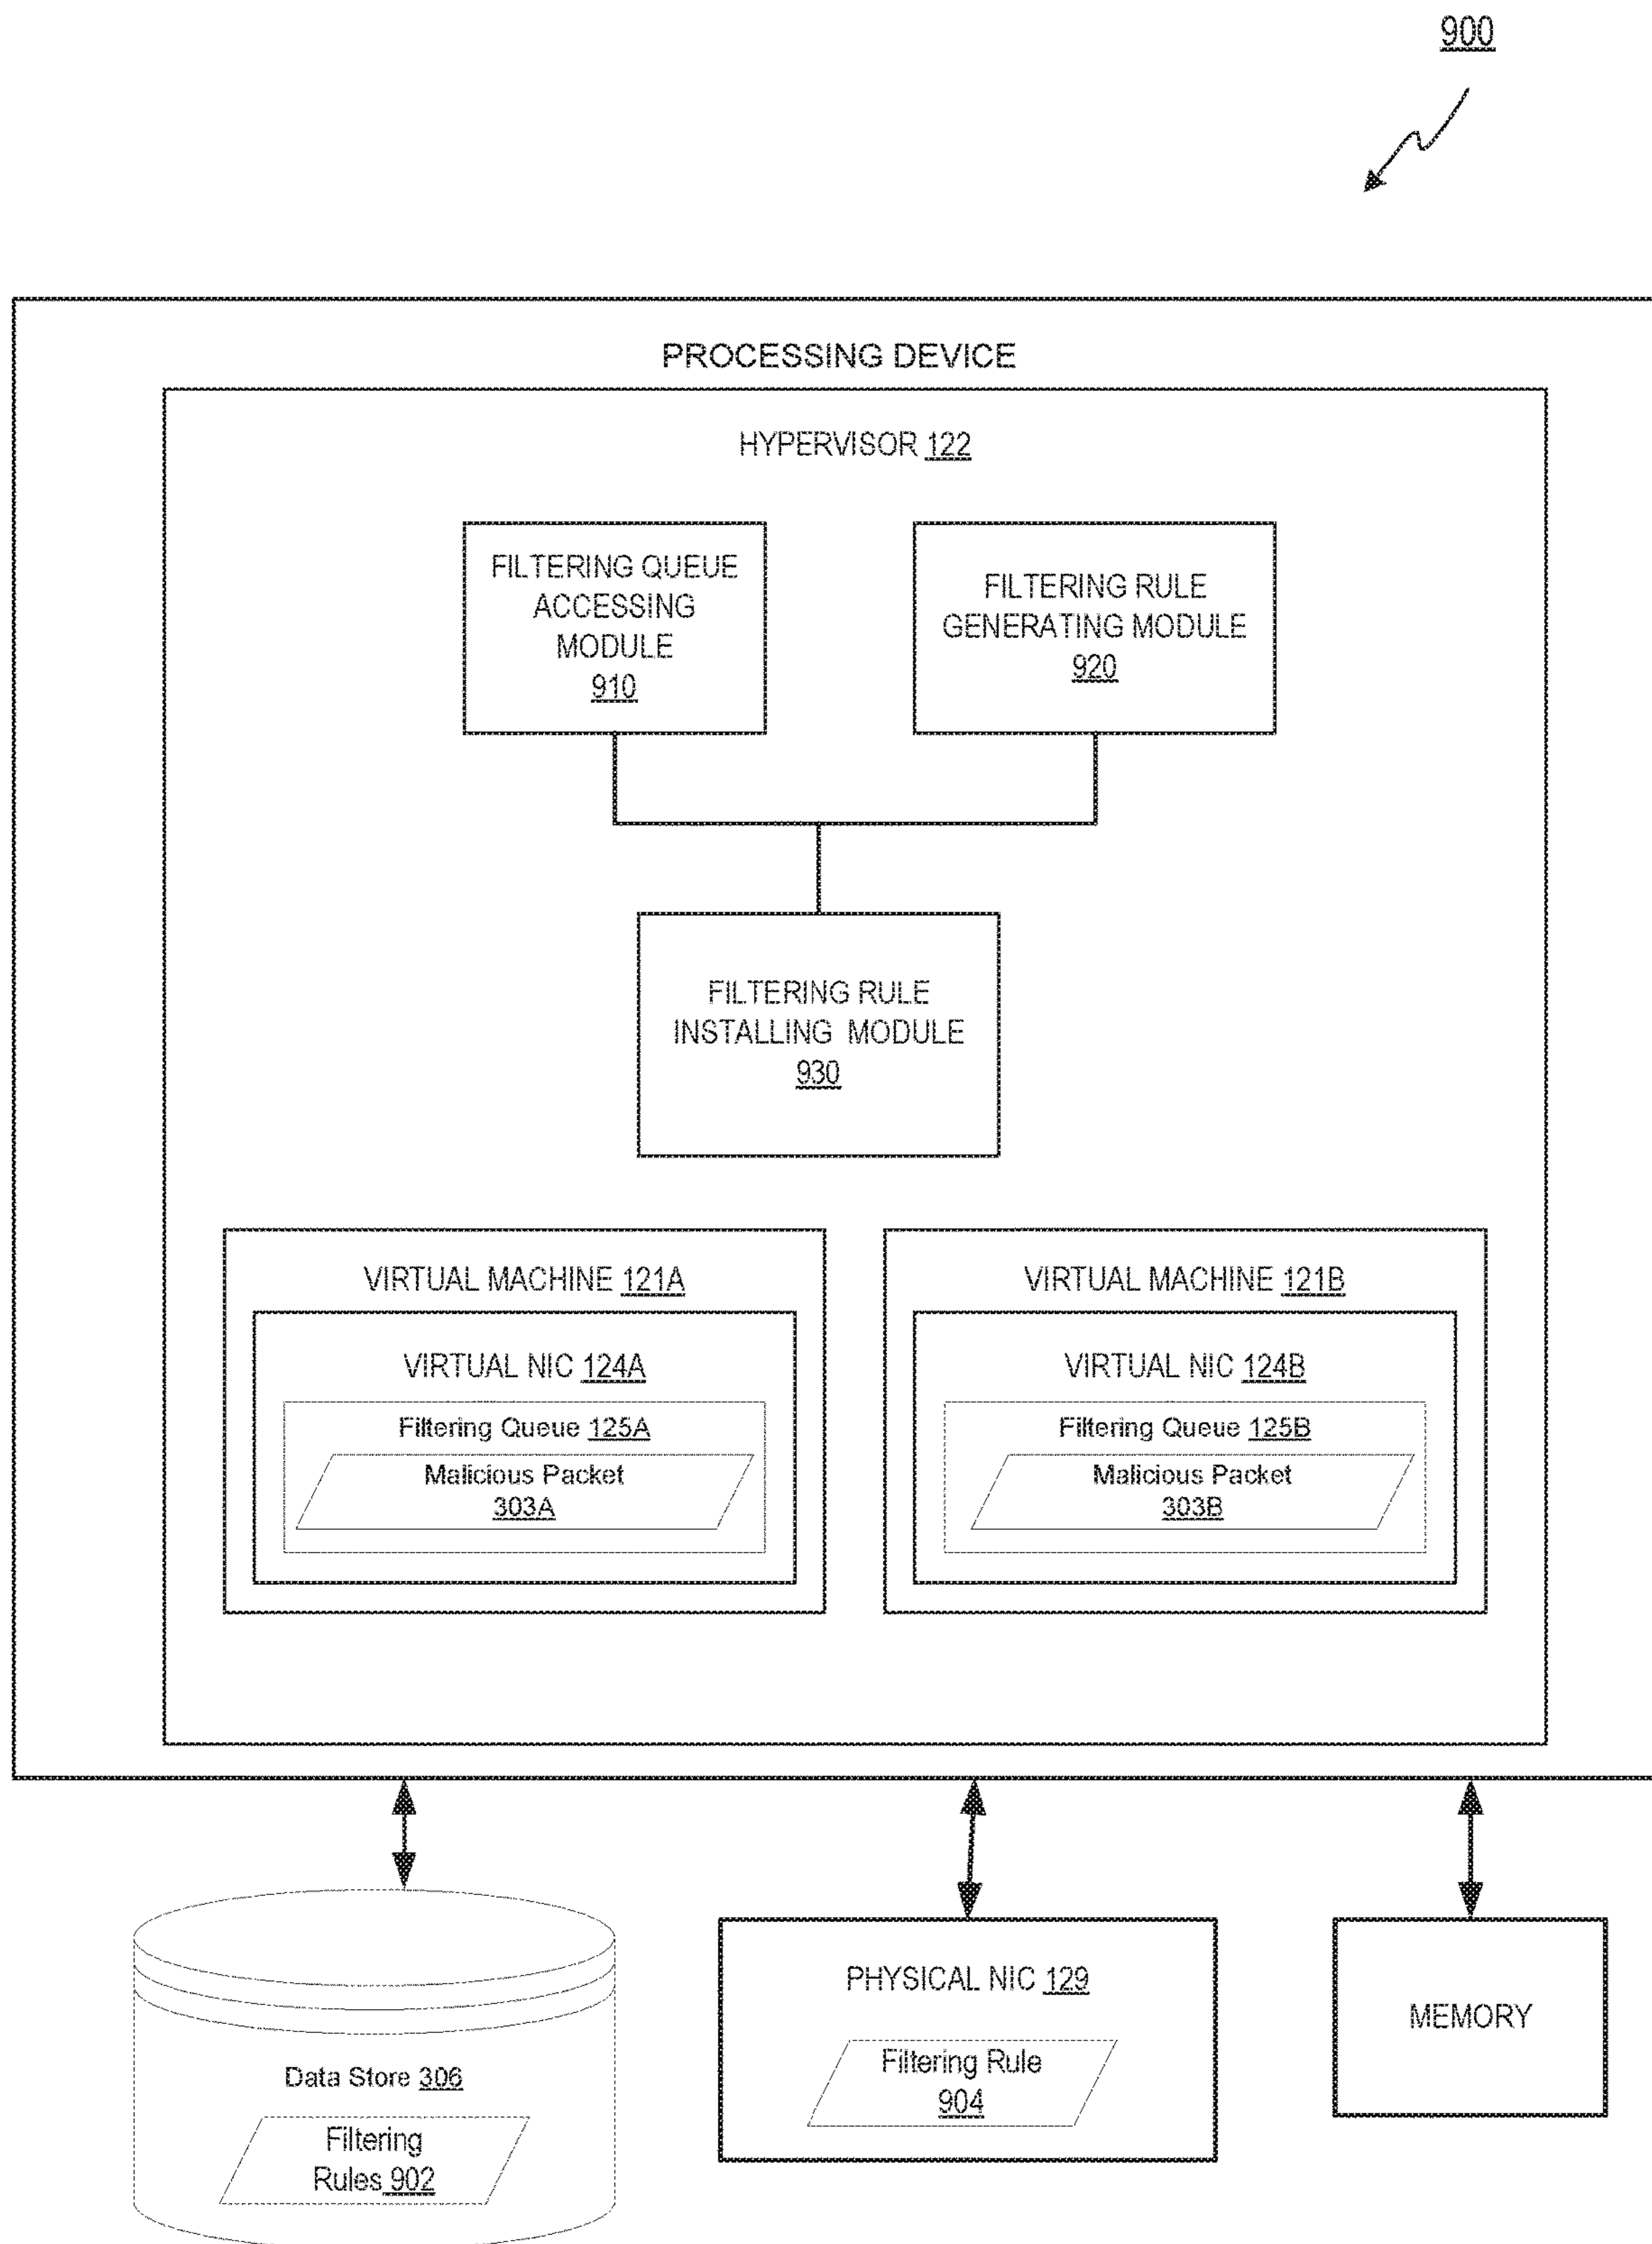 900
PROCESSING DEVICE
HYPERVISOR 122
FILTERING QUEUE
ACCESSING
MODULE
910
FILTERING RULE
GENERATING MODULE
920
FILTERING RULE
INSTALLING MODULE
930
VIRTUAL MACHINE 121A
VIRTUAL NIC 124A
Filtering Queue 125A
Malicious Packet
303A
VIRTUAL MACHINE 121B
VIRTUAL NIC 124B
Filtering Queue 125B
Malicious Packet
303B
Data Store 306
Filtering
Rules 902
PHYSICAL NIC 129
Filtering Rule
904
MEMORY